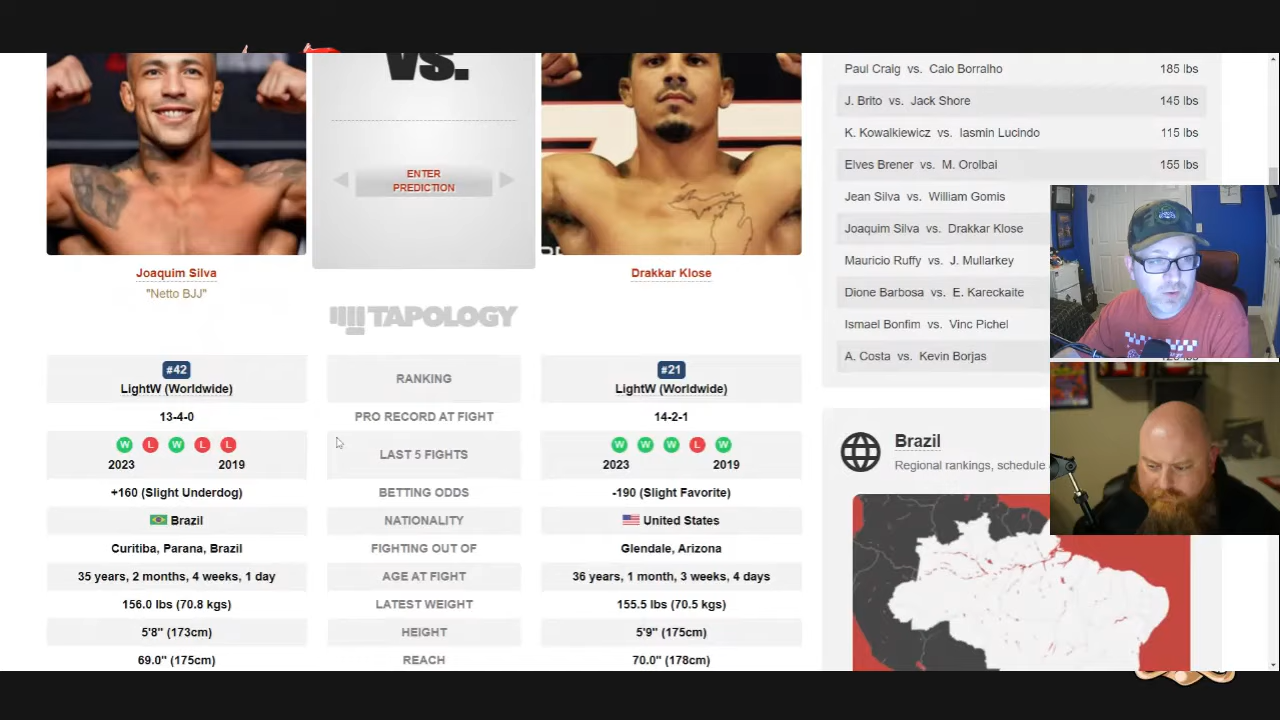 VS.
ENTER
PREDICTION
Joaquim Silva
"Netto BJJ"
Drakkar Klose
TAPOLOGY
#42
LightW (Worldwide)
RANKING
#21
LightW (Worldwide)
13-4-0
PRO RECORD AT FIGHT
14-2-1
W L W L L
2023 2019
LAST 5 FIGHTS
W W W L W
2023 2019
+160 (Slight Underdog)
BETTING ODDS
-190 (Slight Favorite)
Brazil
NATIONALITY
United States
Curitiba, Parana, Brazil
FIGHTING OUT OF
Glendale, Arizona
35 years, 2 months, 4 weeks, 1 day
AGE AT FIGHT
36 years, 1 month, 3 weeks, 4 days
156.0 lbs (70.8 kgs)
LATEST WEIGHT
155.5 lbs (70.5 kgs)
5'8" (173cm)
HEIGHT
5'9" (175cm)
69.0" (175cm)
REACH
70.0" (178cm)
Paul Craig vs. Caio Borralho 185 lbs
J. Brito vs. Jack Shore 145 lbs
K. Kowalkiewicz vs. Iasmin Lucindo 115 lbs
Elves Brener vs. M. Orolbai 155 lbs
Jean Silva vs. William Gomis
Joaquim Silva vs. Drakkar Klose
Mauricio Ruffy vs. J. Mullarkey
Dione Barbosa vs. E. Kareckaite
Ismael Bonfim vs. Vinc Pichel
A. Costa vs. Kevin Borjas
Brazil
Regional rankings, schedule